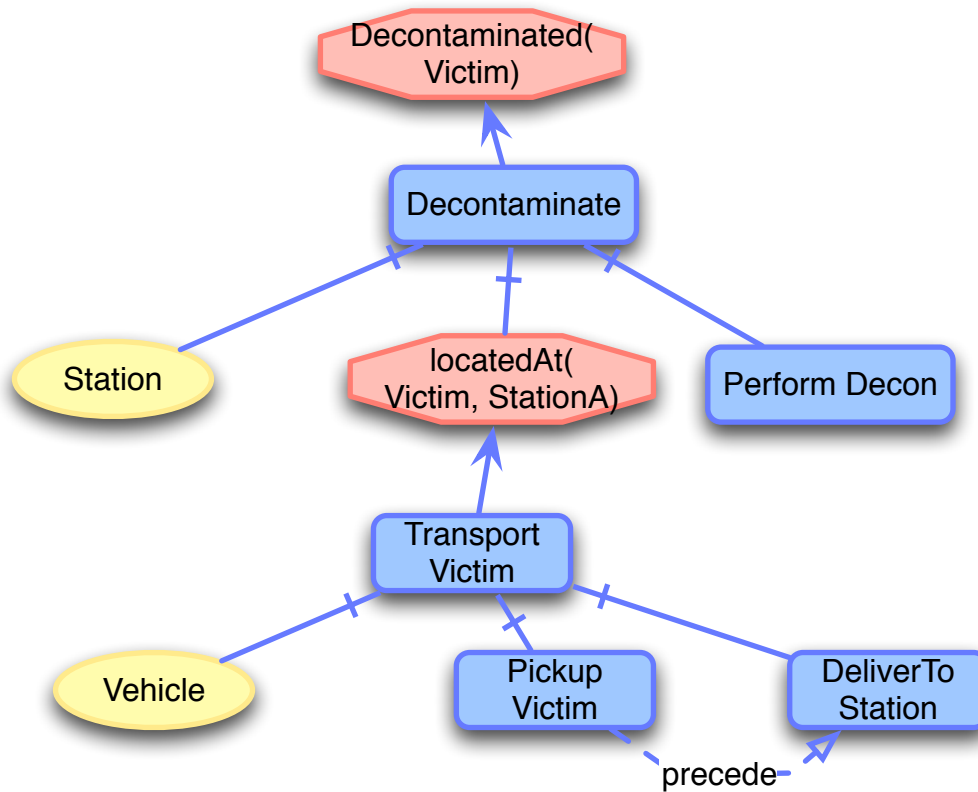 Decontaminated(
Victim)
Decontaminate
Station
locatedAt(
Victim, StationA)
Perform Decon
Transport
Victim
Vehicle
Pickup
Victim
DeliverTo
Station
precede